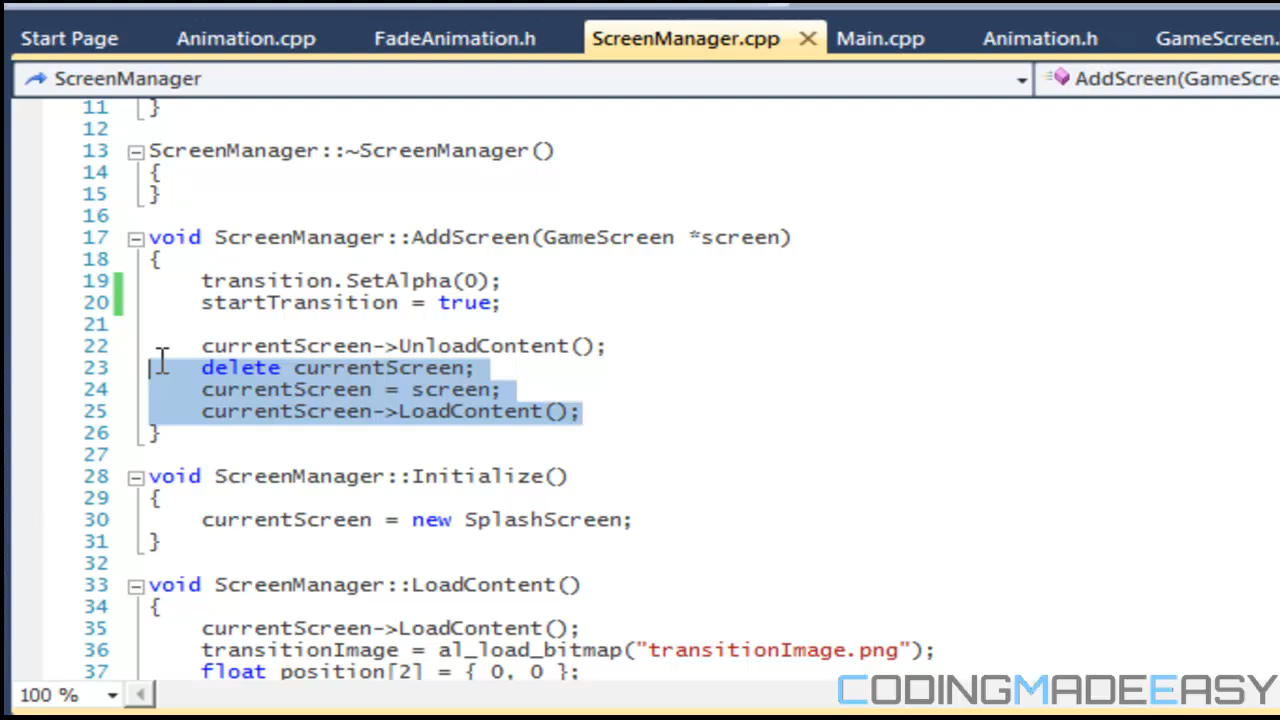 Start Page Animation.cpp FadeAnimation.h ScreenManager.cpp Main.cpp Animation.h GameScreen.
ScreenManager AddScreen(GameScre
11 }
12
13 ScreenManager::~ScreenManager()
14 {
15 }
16
17 void ScreenManager::AddScreen(GameScreen *screen)
18 {
19 transition.SetAlpha(0);
20 startTransition = true;
21
22 currentScreen->UnloadContent();
23 delete currentScreen;
24 currentScreen = screen;
25 currentScreen->LoadContent();
26 }
27
28 void ScreenManager::Initialize()
29 {
30 currentScreen = new SplashScreen;
31 }
32
33 void ScreenManager::LoadContent()
34 {
35 currentScreen->LoadContent();
36 transitionImage = al_load_bitmap("transitionImage.png");
37 float position[2] = { 0, 0 };
100 %
CODINGMADEEASY